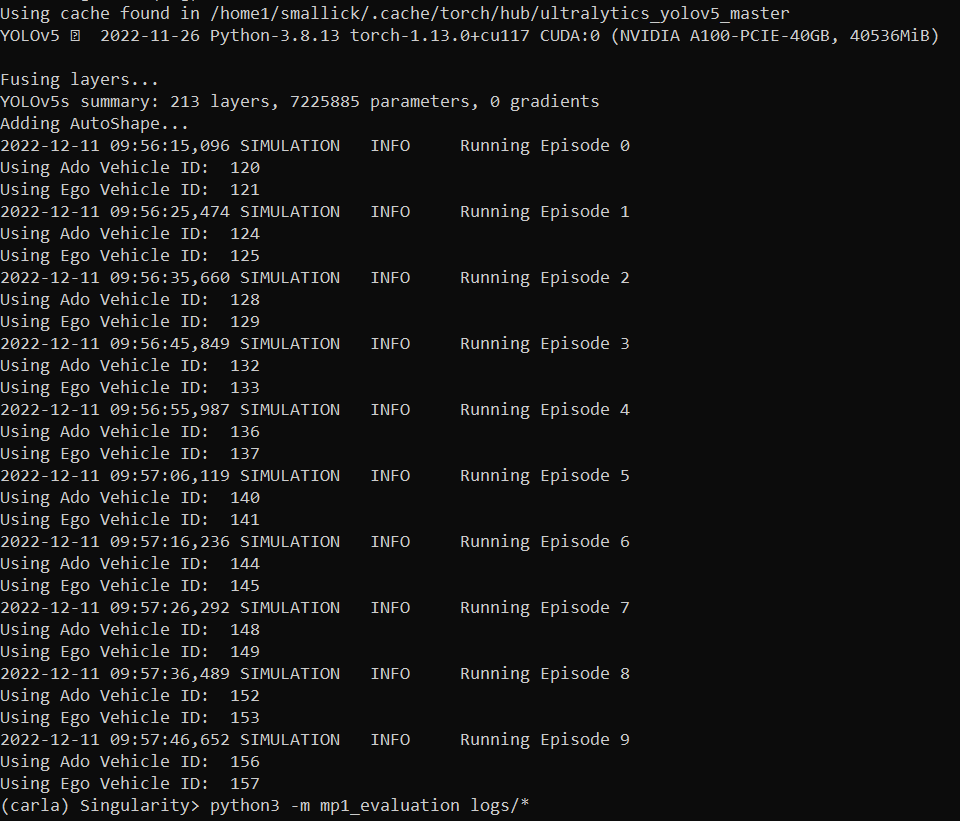 Using cache found in /home1/smallick/.cache/torch/hub/ultralytics_yolov5_master
YOLOv5 2022-11-26 Python-3.8.13 torch-1.13.0+cu117 CUDA:0 (NVIDIA A100-PCIE-40GB, 40536MiB)
Fusing layers...
YOLOv5s summary: 213 layers, 7225885 parameters, 0 gradients
Adding AutoShape...
2022-12-11 09:56:15,096 SIMULATION INFO Running Episode 0
Using Ado Vehicle ID: 120
Using Ego Vehicle ID: 121
2022-12-11 09:56:25,474 SIMULATION INFO Running Episode 1
Using Ado Vehicle ID: 124
Using Ego Vehicle ID: 125
2022-12-11 09:56:35,660 SIMULATION INFO Running Episode 2
Using Ado Vehicle ID: 128
Using Ego Vehicle ID: 129
2022-12-11 09:56:45,849 SIMULATION INFO Running Episode 3
Using Ado Vehicle ID: 132
Using Ego Vehicle ID: 133
2022-12-11 09:56:55,987 SIMULATION INFO Running Episode 4
Using Ado Vehicle ID: 136
Using Ego Vehicle ID: 137
2022-12-11 09:57:06,119 SIMULATION INFO Running Episode 5
Using Ado Vehicle ID: 140
Using Ego Vehicle ID: 141
2022-12-11 09:57:16,236 SIMULATION INFO Running Episode 6
Using Ado Vehicle ID: 144
Using Ego Vehicle ID: 145
2022-12-11 09:57:26,292 SIMULATION INFO Running Episode 7
Using Ado Vehicle ID: 148
Using Ego Vehicle ID: 149
2022-12-11 09:57:36,489 SIMULATION INFO Running Episode 8
Using Ado Vehicle ID: 152
Using Ego Vehicle ID: 153
2022-12-11 09:57:46,652 SIMULATION INFO Running Episode 9
Using Ado Vehicle ID: 156
Using Ego Vehicle ID: 157
(carla) Singularity> python3 -m mp1_evaluation logs/*